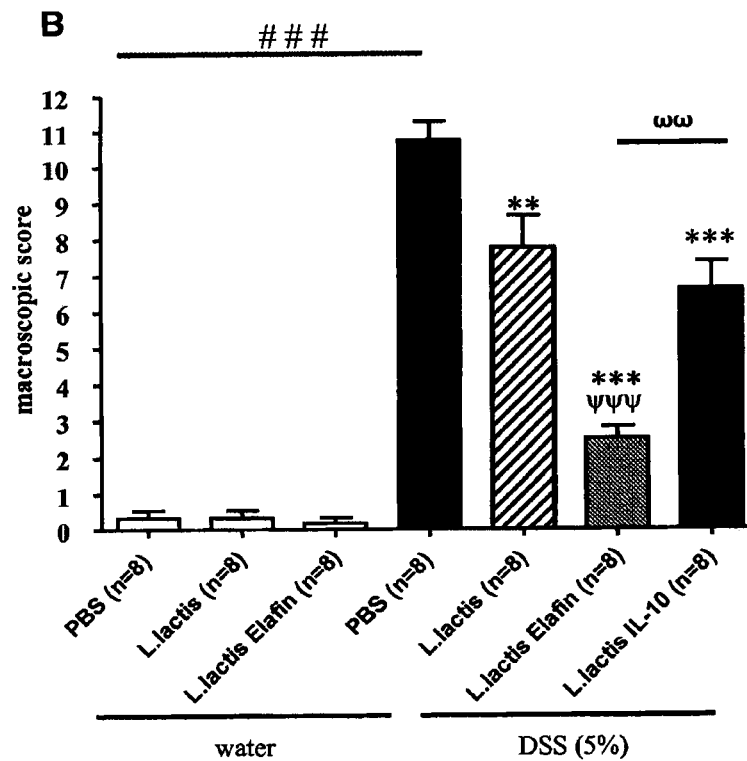 B
# # #
12
11
10
9
8
7
6
5
4
3
2
1
0
macroscopic score
**
***
ψψψ
ωω
***
PBS (n=8)
L.lactis (n=8)
L.lactis Elafin (n=8)
PBS (n=8)
L.lactis (n=8)
L.lactis Elafin (n=8)
L.lactis IL-10 (n=8)
water
DSS (5%)